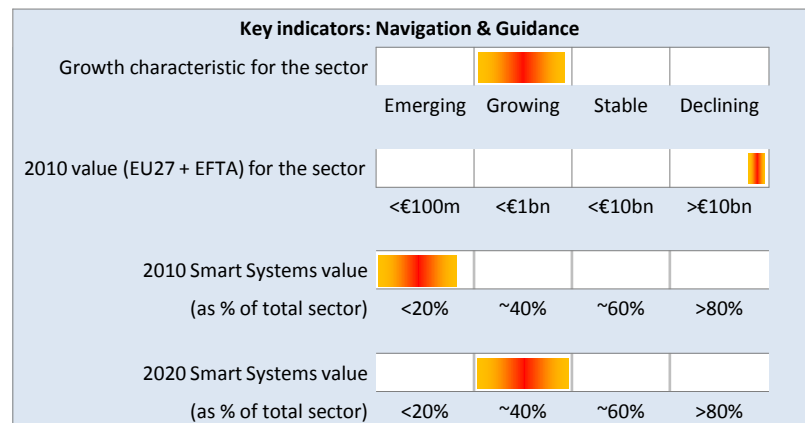 Key indicators: Navigation & Guidance
Growth characteristic for the sector
Emerging Growing Stable Declining
2010 value (EU27 + EFTA) for the sector
<€100m <€1bn <€10bn >€10bn
2010 Smart Systems value
(as % of total sector) <20% ~40% ~60% >80%
2020 Smart Systems value
(as % of total sector) <20% ~40% ~60% >80%